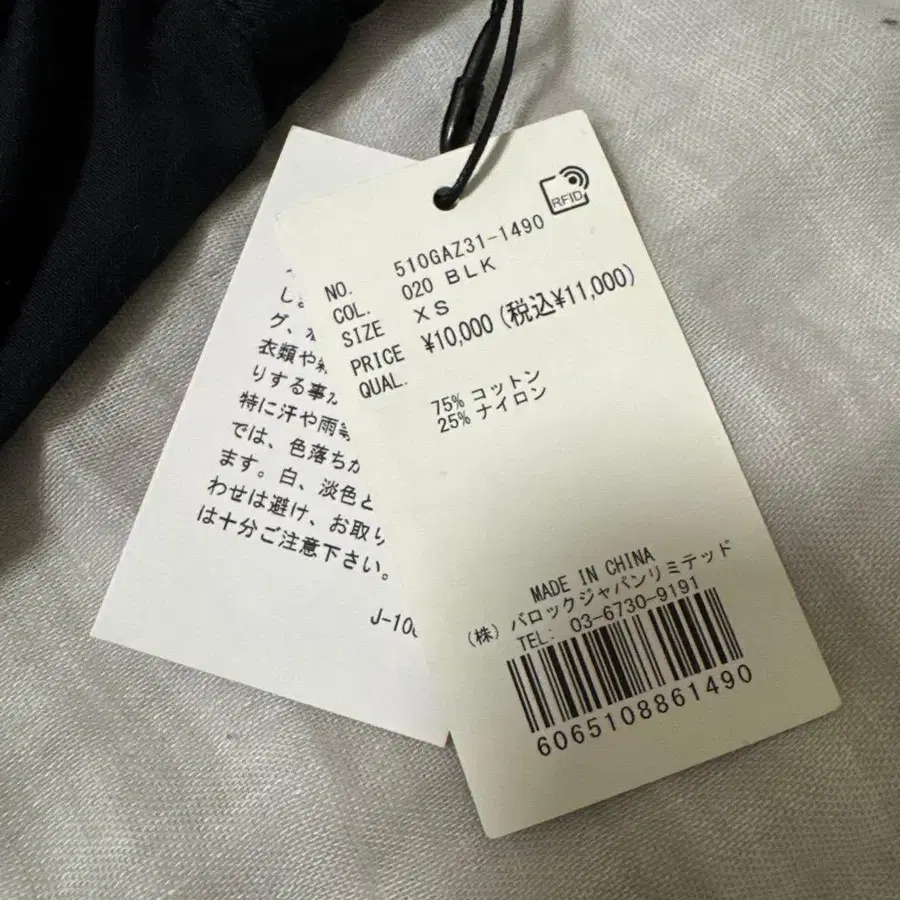 RFID
NO. 510GAZ31-1490
COL. 020 BLK
SIZE XS
PRICE ¥10,000 (税込¥11,000)
QUAL.
75% コットン
25% ナイロン
MADE IN CHINA
(株) バロックジャパンリミテッド
TEL: 03-6730-9191
6065108861490
し
グ、
衣類や
りする事
特に汗や雨等
では、色落ちが
ます。白、淡色と
わせは避け、お取り
は十分ご注意下さい。
J-10